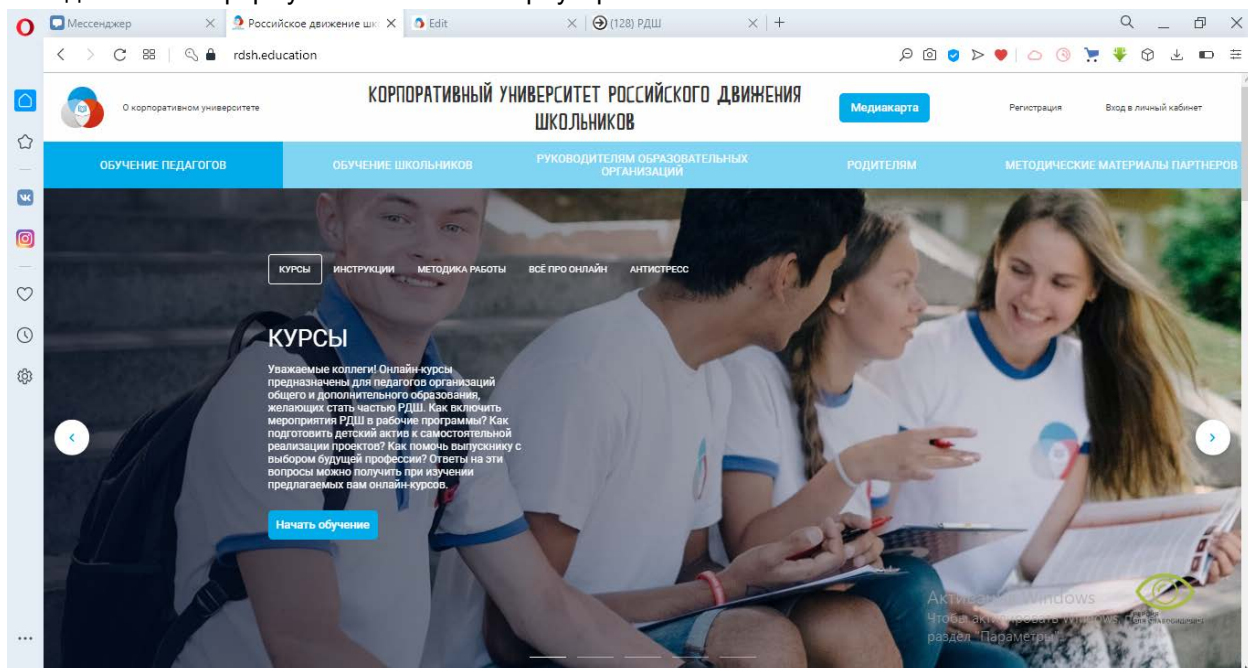 Мессенджер
Российское движение шк
Edit
(128) РДШ
rdsh.education
О корпоративном университете
КОРПОРАТИВНЫЙ УНИВЕРСИТЕТ РОССИЙСКОГО ДВИЖЕНИЯ
ШКОЛЬНИКОВ
Медиакарта
Регистрация
Вход в личный кабинет
ОБУЧЕНИЕ ПЕДАГОГОВ
ОБУЧЕНИЕ ШКОЛЬНИКОВ
РУКОВОДИТЕЛЯМ ОБРАЗОВАТЕЛЬНЫХ
ОРГАНИЗАЦИЙ
РОДИТЕЛЯМ
МЕТОДИЧЕСКИЕ МАТЕРИАЛЫ ПАРТНЕРОВ
КУРСЫ
ИНСТРУКЦИИ
МЕТОДИКА РАБОТЫ
ВСЁ ПРО ОНЛАЙН
АНТИСТРЕСС
КУРСЫ
Уважаемые коллеги! Онлайн-курсы
предназначены для педагогов организаций
общего и дополнительного образования,
желающих стать частью РДШ. Как включить
мероприятия РДШ в рабочие программы? Как
подготовить детский актив к самостоятельной
реализации проектов? Как помочь выпускнику с
выбором будущей профессии? Ответы на эти
вопросы можно получить при изучении
предлагаемых вам онлайн-курсов.
Начать обучение
Windows
Чтобы активировать Windows,
раздел "Параметры".